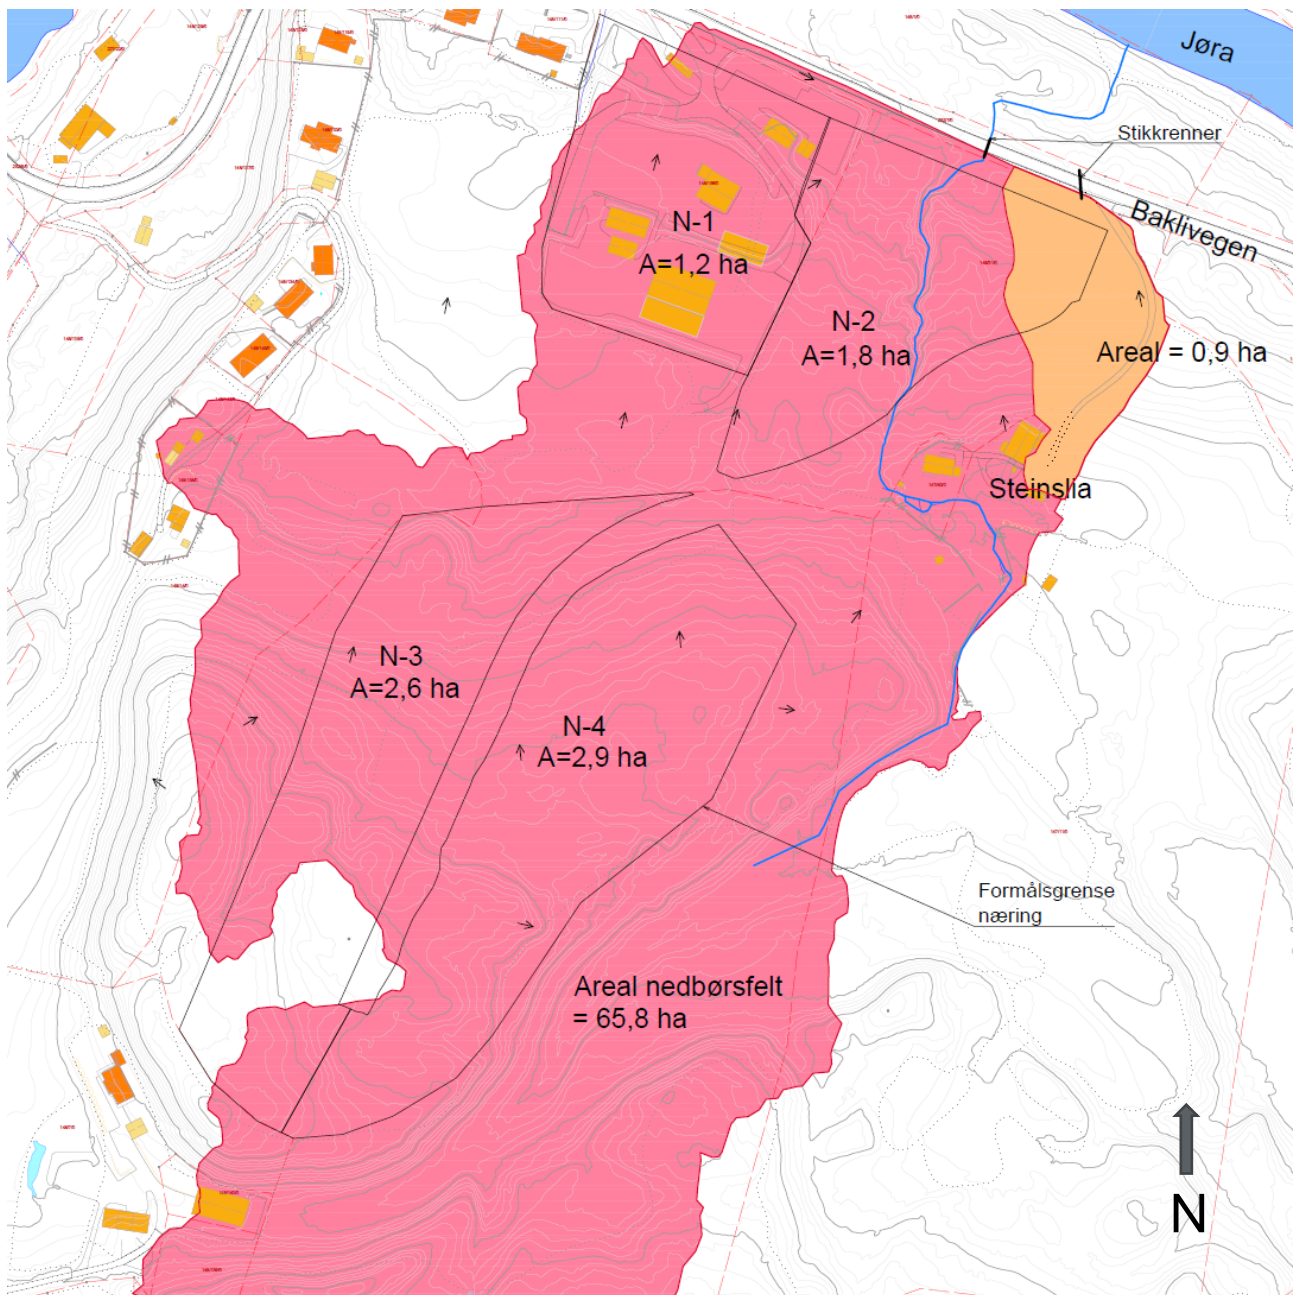 Jøra
Stikkrenner
Baklivegen
N-1
A=1,2 ha
N-2
A=1,8 ha
Areal = 0,9 ha
Steinslia
N-3
A=2,6 ha
N-4
A=2,9 ha
Formålsgrense
næring
Areal nedbørsfelt
= 65,8 ha
N